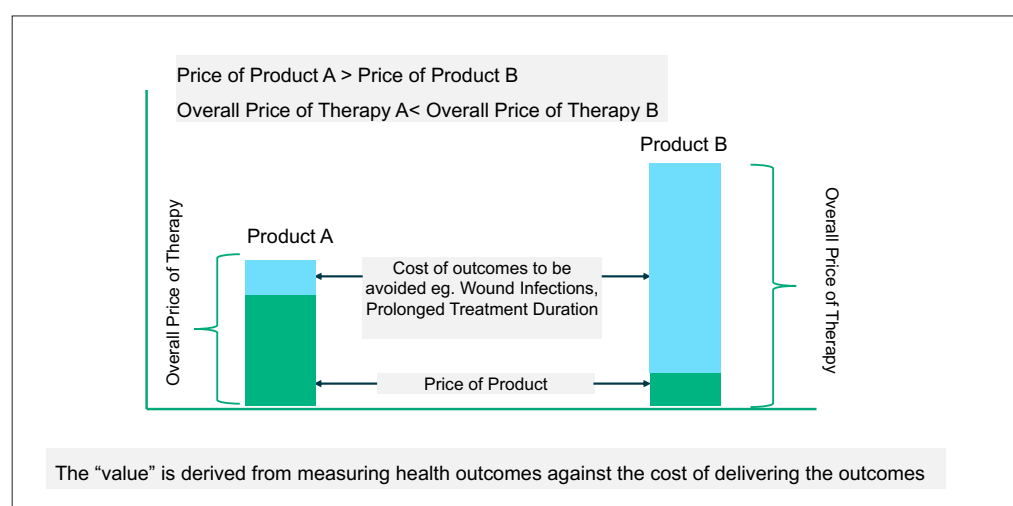 Price of Product A > Price of Product B
Overall Price of Therapy A< Overall Price of Therapy B
Product B
Product A
Overall Price of Therapy
Cost of outcomes to be
avoided eg. Wound Infections,
Prolonged Treatment Duration
Overall Price of Therapy
Price of Product
The “value” is derived from measuring health outcomes against the cost of delivering the outcomes